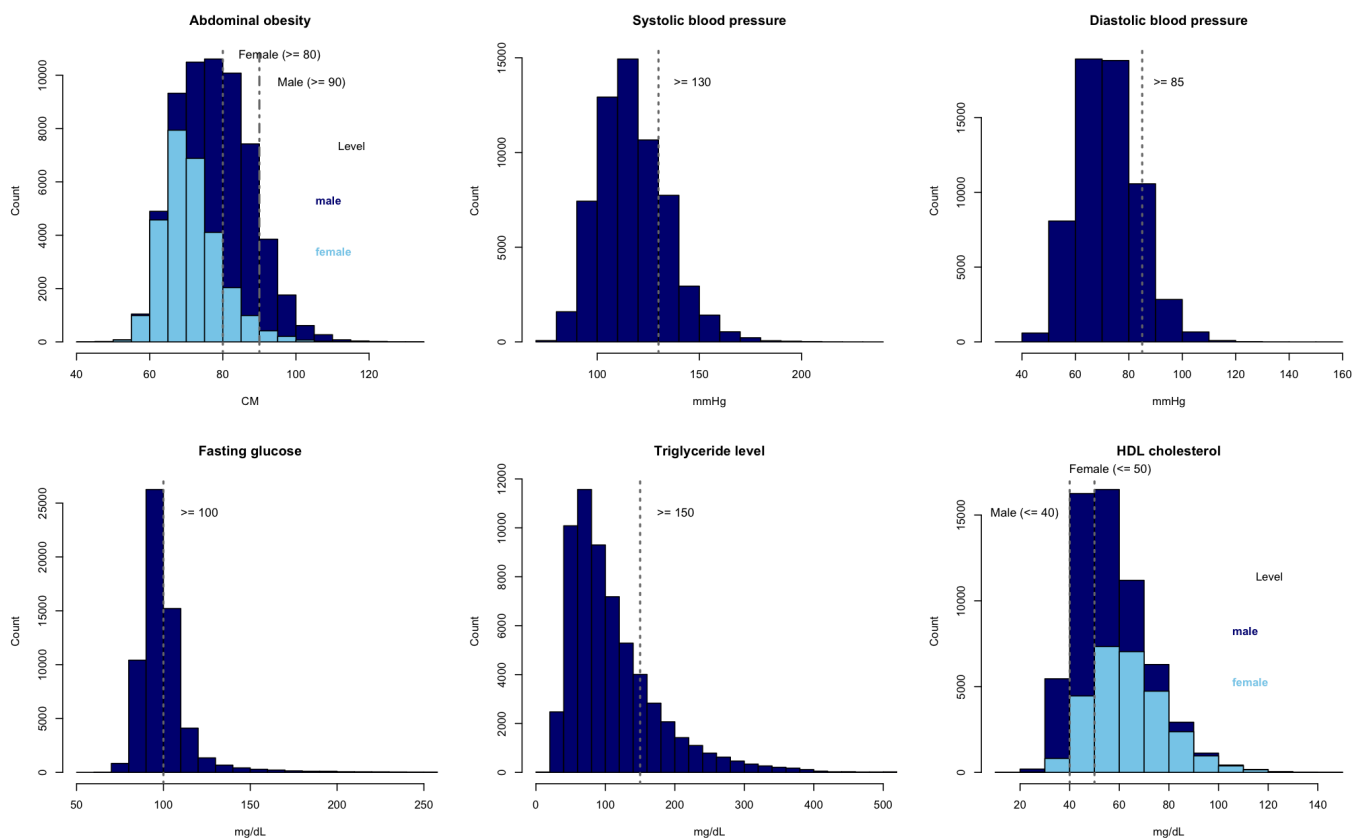 Abdominal obesity
Female (>= 80)
Male (>= 90)
Level
male
female
Count
0
2000
4000
6000
8000
10000
40
60
80
100
120
CM
Systolic blood pressure
>= 130
Count
0
5000
10000
15000
100
150
200
mmHg
Diastolic blood pressure
>= 85
Count
0
5000
10000
15000
40
60
80
100
120
140
160
mmHg
Fasting glucose
>= 100
Count
0
5000
10000
15000
20000
25000
50
100
150
200
250
mg/dL
Triglyceride level
>= 150
Count
0
2000
4000
6000
8000
10000
12000
0
100
200
300
400
500
mg/dL
HDL cholesterol
Female (<= 50)
Male (<= 40)
Level
male
female
Count
0
5000
10000
15000
20
40
60
80
100
120
140
mg/dL